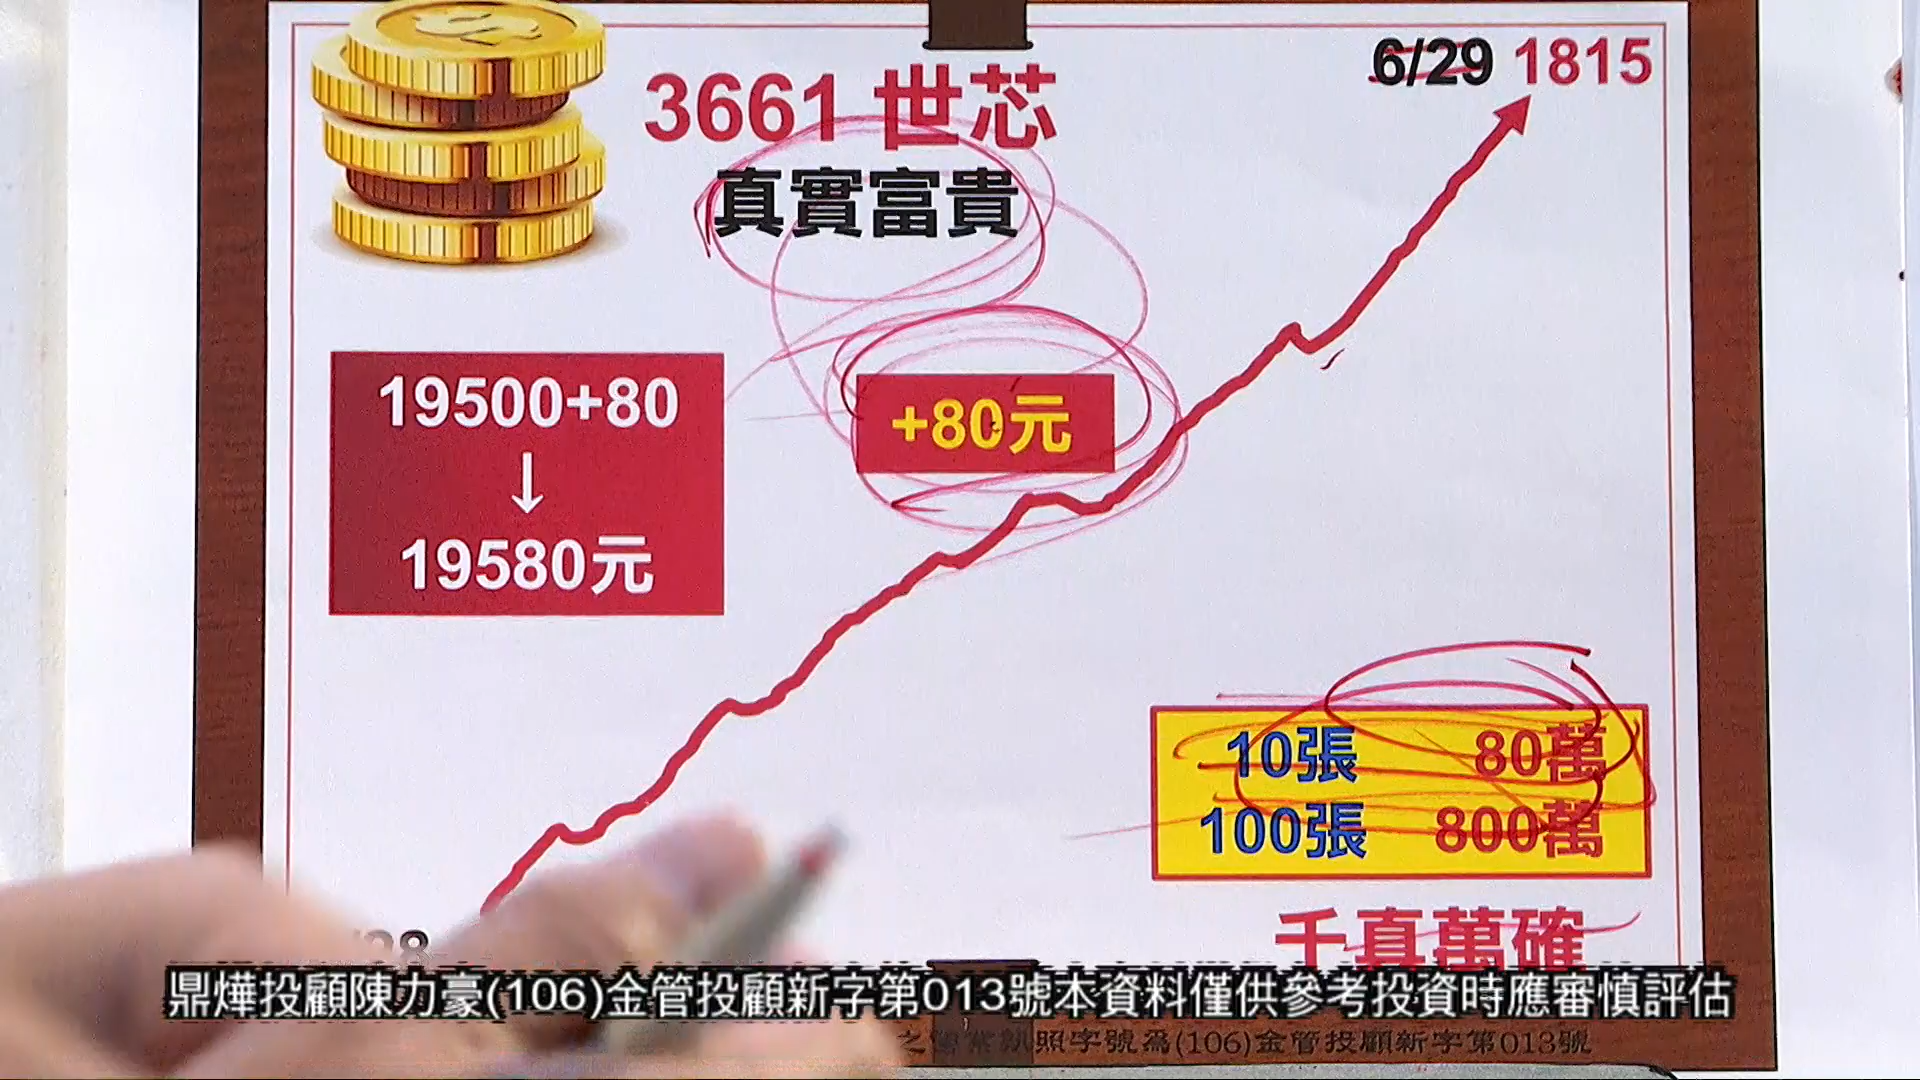 6/29 1815
3661 世芯
真實富貴
19500+80
↓
19580元
+80元
10張 80萬
100張 800萬
千真萬確
鼎燁投顧陳力豪(106)金管投顧新字第013號本資料僅供參考投資時應審慎評估
照字號為(106)金管投顧新字第013號